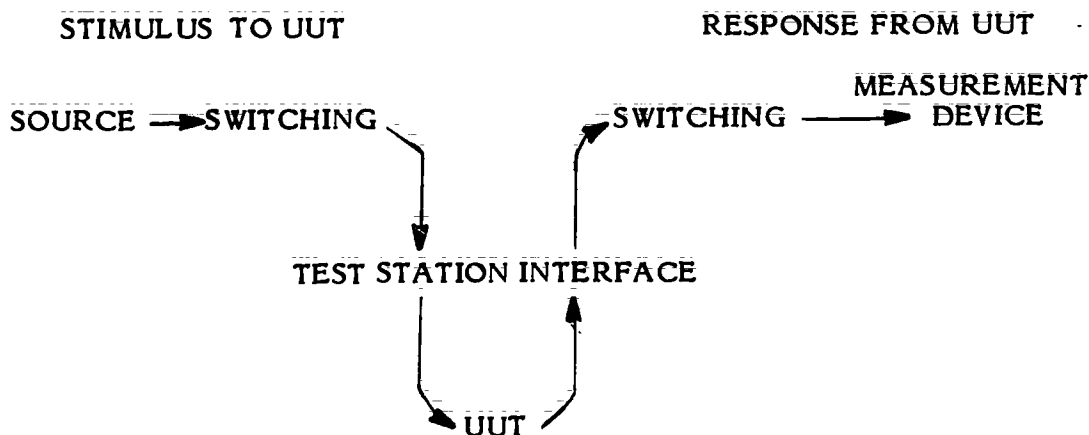 STIMULUS TO UUT
RESPONSE FROM UUT
SOURCE SWITCHING
SWITCHING
MEASUREMENT
DEVICE
TEST STATION INTERFACE
UUT